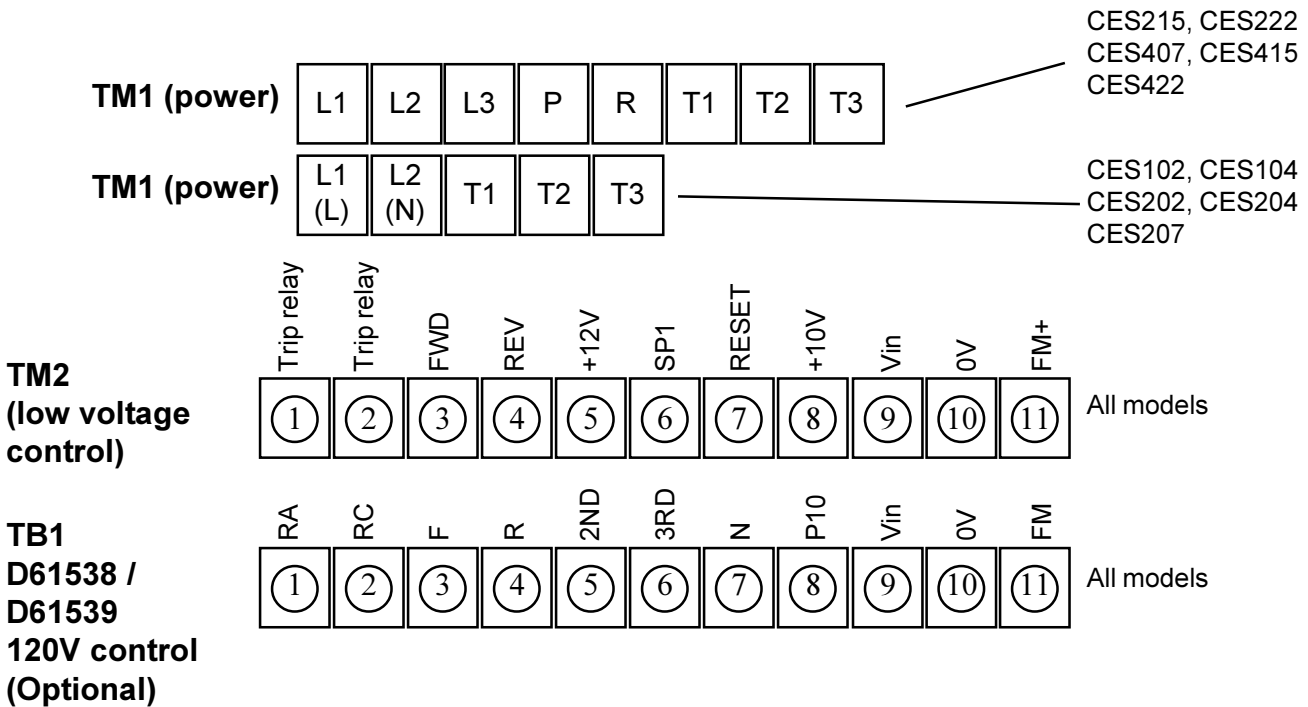 CES215, CES222
CES407, CES415
CES422
TM1 (power)
L1 L2 L3 P R T1 T2 T3
TM1 (power)
L1 (L) L2 (N) T1 T2 T3
CES102, CES104
CES202, CES204
CES207
Trip relay Trip relay FWD REV +12V SP1 RESET +10V Vin 0V FM+
TM2
(low voltage
control)
1 2 3 4 5 6 7 8 9 10 11
All models
RA RC F R 2ND 3RD N P10 Vin 0V FM
TB1
D61538 /
D61539
120V control
(Optional)
1 2 3 4 5 6 7 8 9 10 11
All models